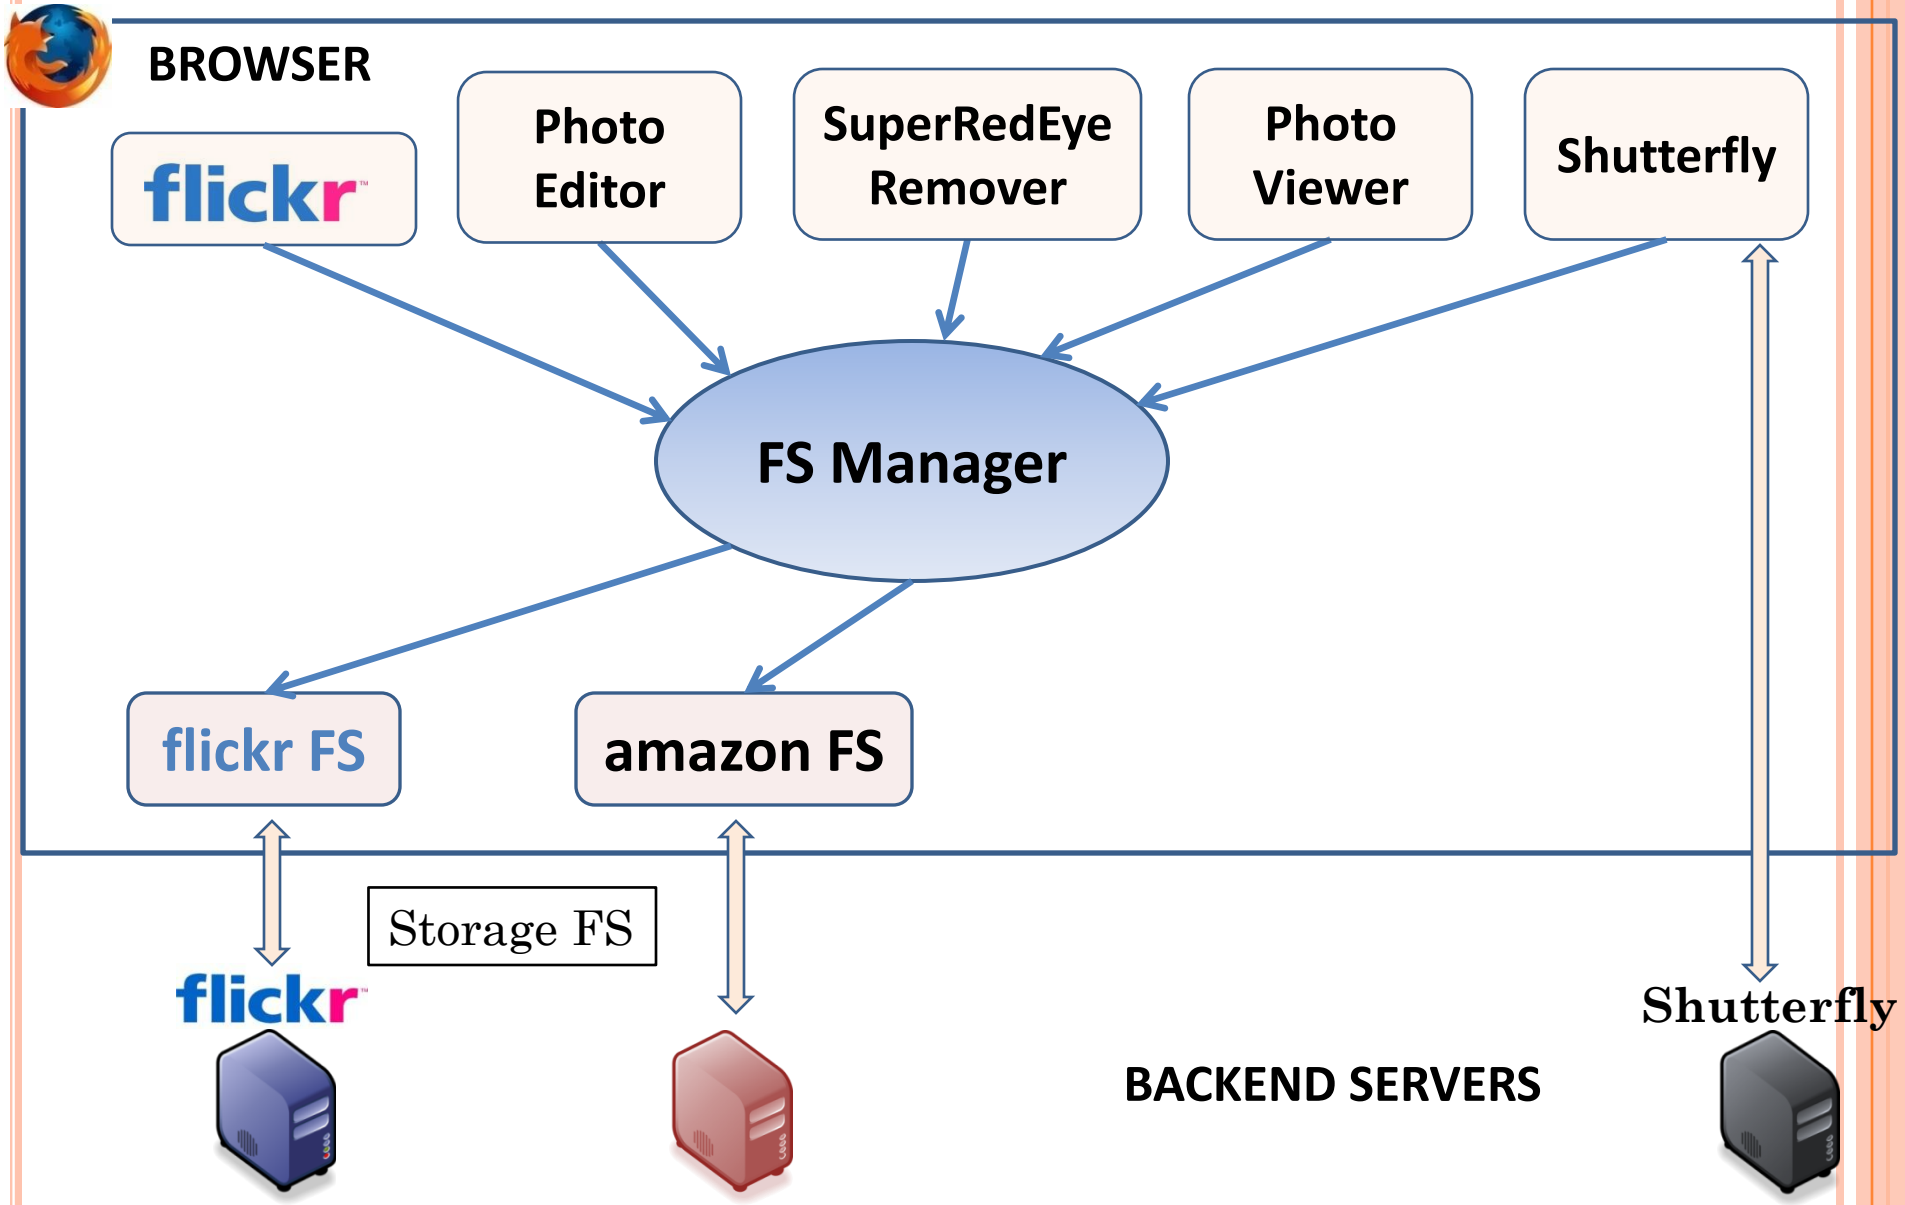 BROWSER
flickr
Photo
Editor
SuperRedEye
Remover
Photo
Viewer
Shutterfly
FS Manager
flickr FS
amazon FS
Storage FS
flickr
Shutterfly
BACKEND SERVERS